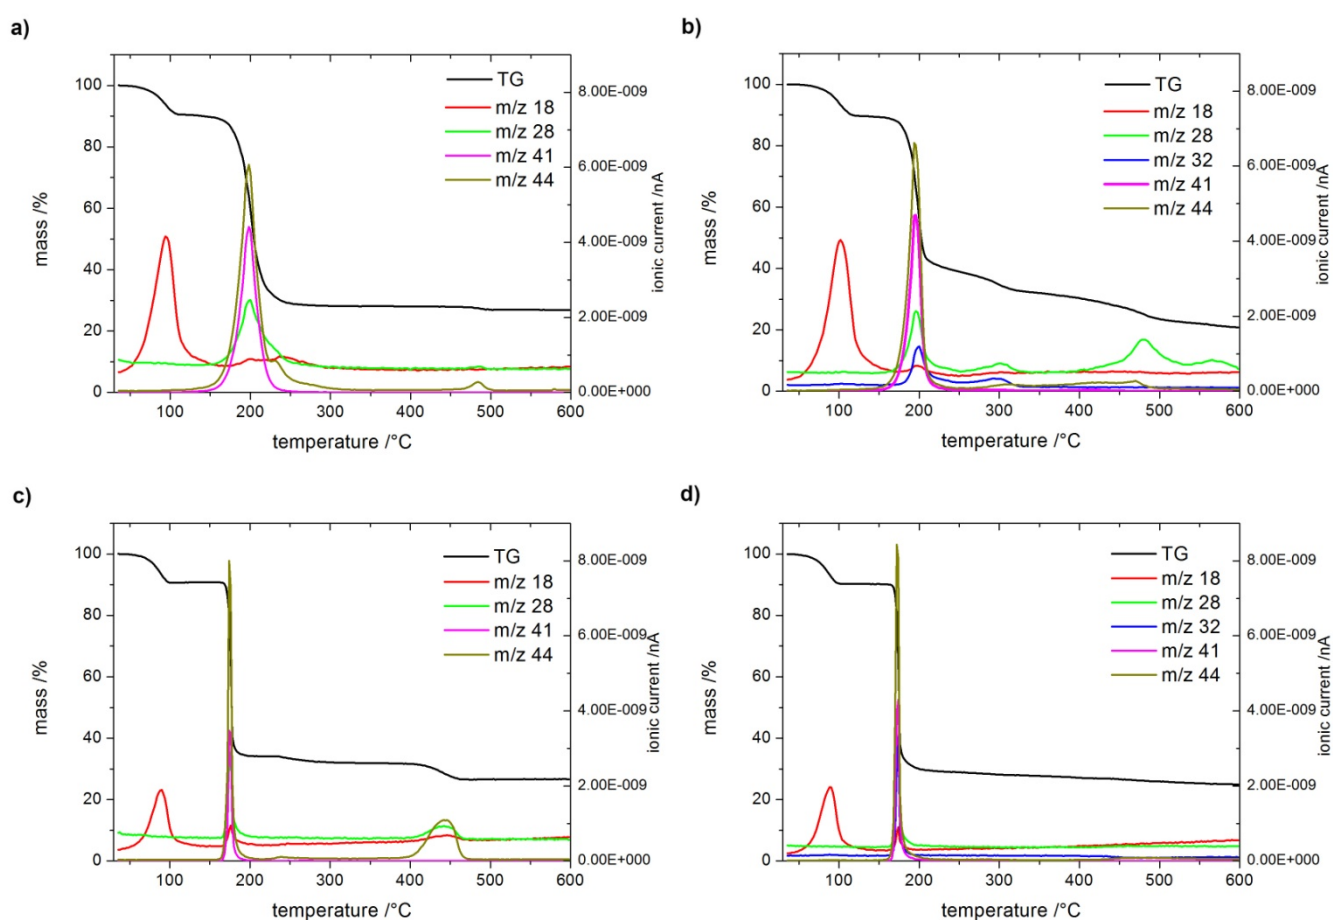 a)
100
80
60
40
20
0
mass /%
TG
m/z 18
m/z 28
m/z 41
m/z 44
8.00E-009
6.00E-009
4.00E-009
2.00E-009
0.00E+000
ionic current /nA
100 200 300 400 500 600
temperature /°C
b)
100
80
60
40
20
0
mass /%
TG
m/z 18
m/z 28
m/z 32
m/z 41
m/z 44
8.00E-009
6.00E-009
4.00E-009
2.00E-009
0.00E+000
ionic current /nA
100 200 300 400 500 600
temperature /°C
c)
100
80
60
40
20
0
mass /%
TG
m/z 18
m/z 28
m/z 41
m/z 44
8.00E-009
6.00E-009
4.00E-009
2.00E-009
0.00E+000
ionic current /nA
100 200 300 400 500 600
temperature /°C
d)
100
80
60
40
20
0
mass /%
TG
m/z 18
m/z 28
m/z 32
m/z 41
m/z 44
8.00E-009
6.00E-009
4.00E-009
2.00E-009
0.00E+000
ionic current /nA
100 200 300 400 500 600
temperature /°C